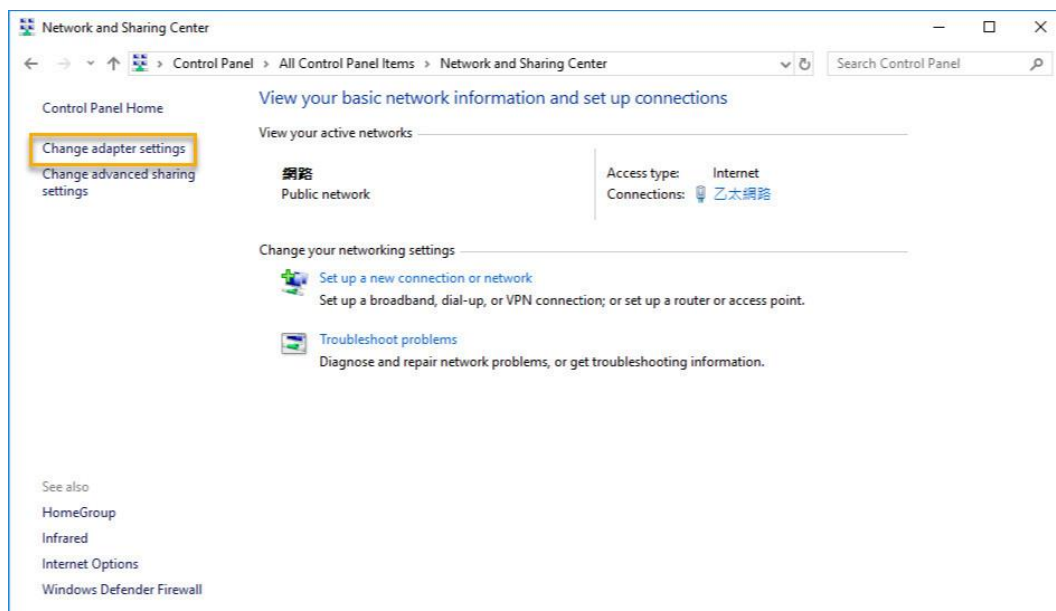 Network and Sharing Center
Control Panel > All Control Panel Items > Network and Sharing Center
Search Control Panel
Control Panel Home
Change adapter settings
Change advanced sharing
settings
View your basic network information and set up connections
View your active networks
網路
Public network
Access type: Internet
Connections: 乙太網路
Change your networking settings
Set up a new connection or network
Set up a broadband, dial-up, or VPN connection; or set up a router or access point.
Troubleshoot problems
Diagnose and repair network problems, or get troubleshooting information.
See also
HomeGroup
Infrared
Internet Options
Windows Defender Firewall